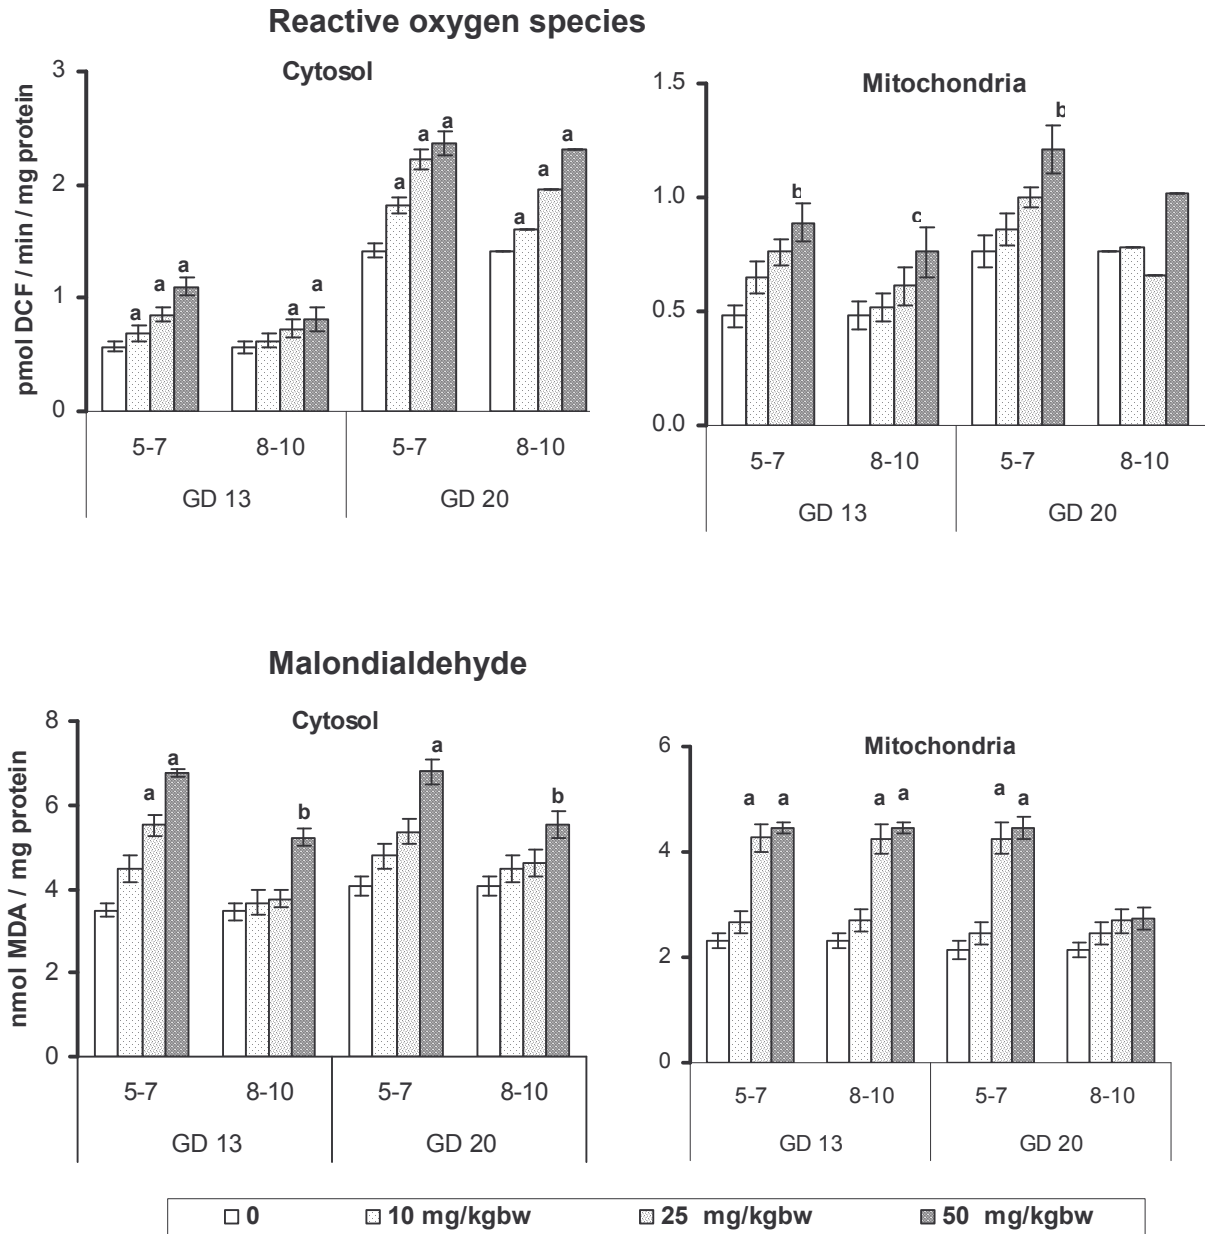 Reactive oxygen species
Cytosol
pmol DCF / min / mg protein
3
2
1
0
a a a a a a a a a a a
5-7 8-10 5-7 8-10
GD 13 GD 20
Mitochondria
1.5
1.0
0.5
0.0
b c b
5-7 8-10 5-7 8-10
GD 13 GD 20
Malondialdehyde
Cytosol
nmol MDA / mg protein
8
6
4
2
0
a a b a b
5-7 8-10 5-7 8-10
GD 13 GD 20
Mitochondria
6
4
2
0
a a a a a a
5-7 8-10 5-7 8-10
GD 13 GD 20
0 10 mg/kgbw 25 mg/kgbw 50 mg/kgbw